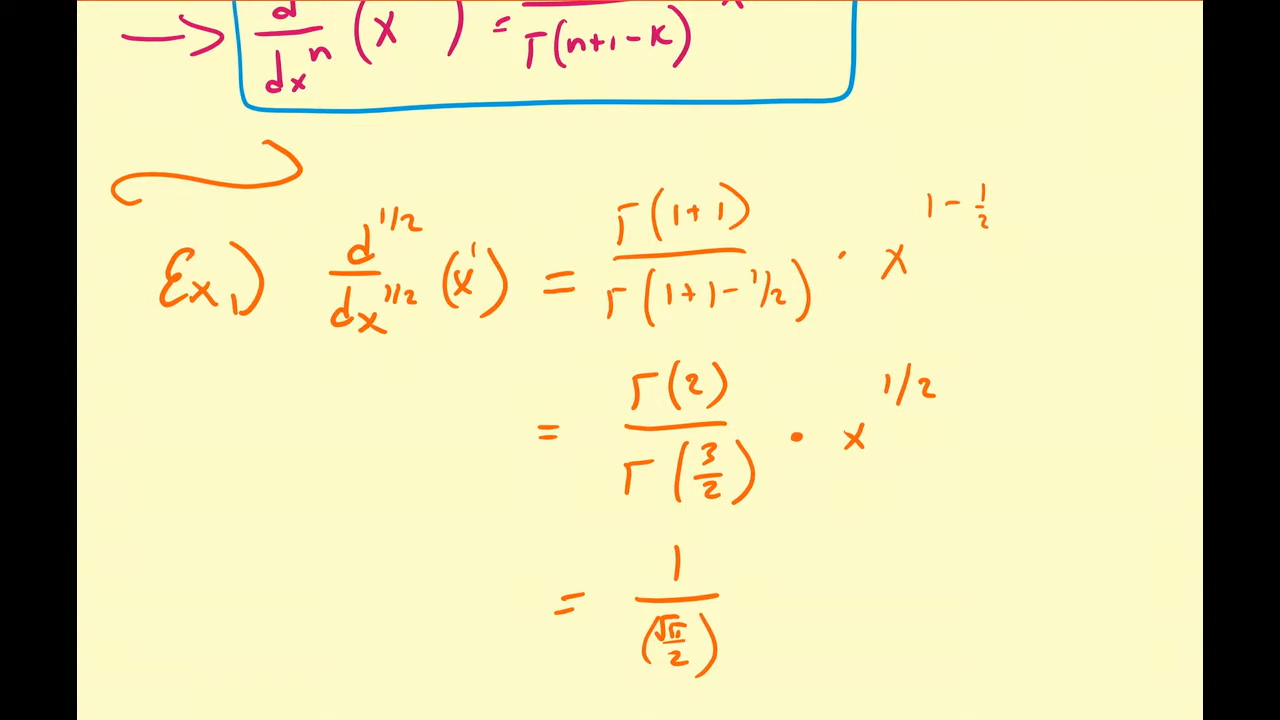 → d/dx^n (x ) = /Γ(n+1-k) x
Ex 1) d^1/2/dx^1/2 (x^1) = Γ(1+1)/Γ(1+1-1/2) · x^1-1/2
= Γ(2)/Γ(3/2) · x^1/2
= 1/(√π/2)